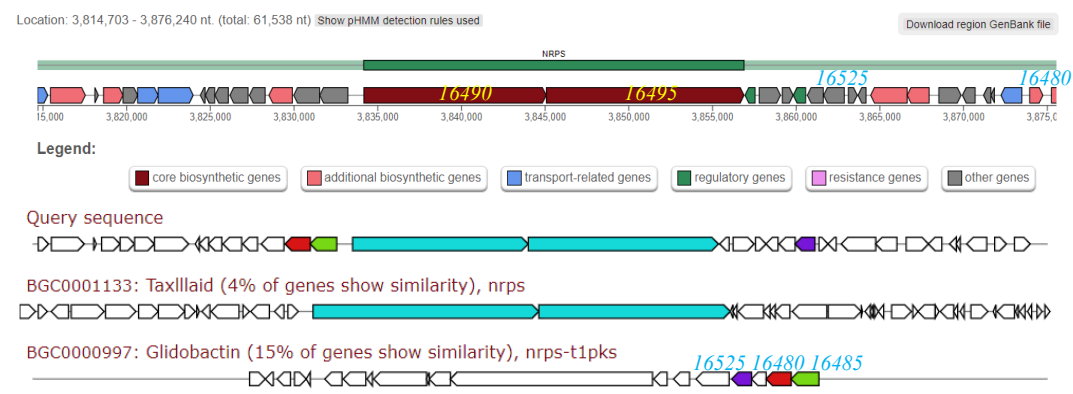 Location: 3,814,703 - 3,876,240 nt. (total: 61,538 nt) Show pHMM detection rules used
Download region GenBank file
NRPS
16525 16480
16490 16495
15,000 3,820,000 3,825,000 3,830,000 3,835,000 3,840,000 3,845,000 3,850,000 3,855,000 3,860,000 3,865,000 3,870,000 3,875,0
Legend:
core biosynthetic genes additional biosynthetic genes transport-related genes regulatory genes resistance genes other genes
Query sequence
BGC0001133: Taxlllaid (4% of genes show similarity), nrps
BGC0000997: Glidobactin (15% of genes show similarity), nrps-t1pks
16525 16480 16485